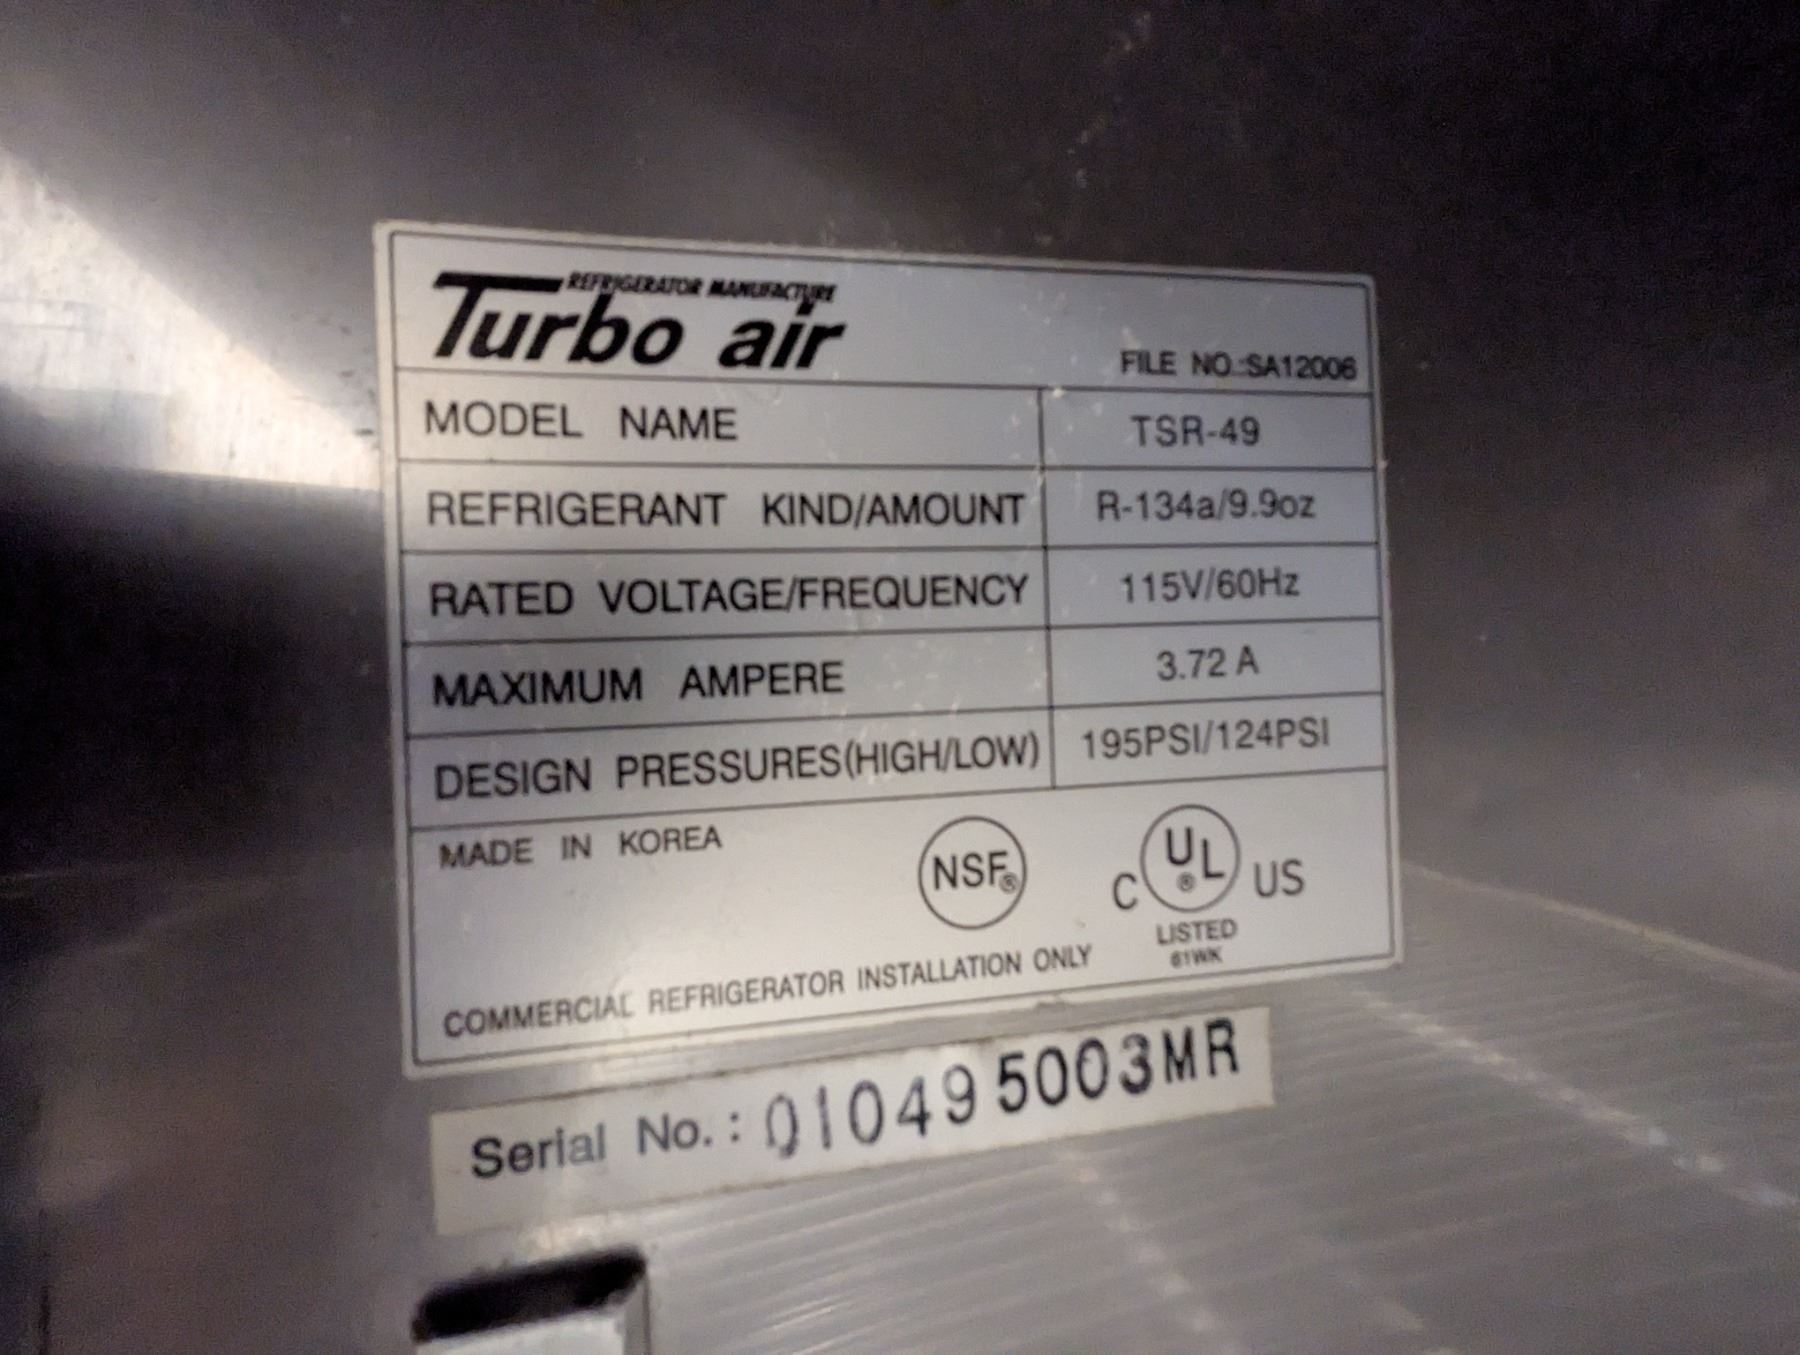 REFRIGERATOR MANUFACTURE
Turbo air
FILE NO.:SA12006
MODEL NAME TSR-49
REFRIGERANT KIND/AMOUNT R-134a/9.9oz
RATED VOLTAGE/FREQUENCY 115V/60Hz
MAXIMUM AMPERE 3.72 A
DESIGN PRESSURES(HIGH/LOW) 195PSI/124PSI
MADE IN KOREA
NSF®
C UL® US
LISTED
61WK
COMMERCIAL REFRIGERATOR INSTALLATION ONLY
Serial No.: 010495003MR